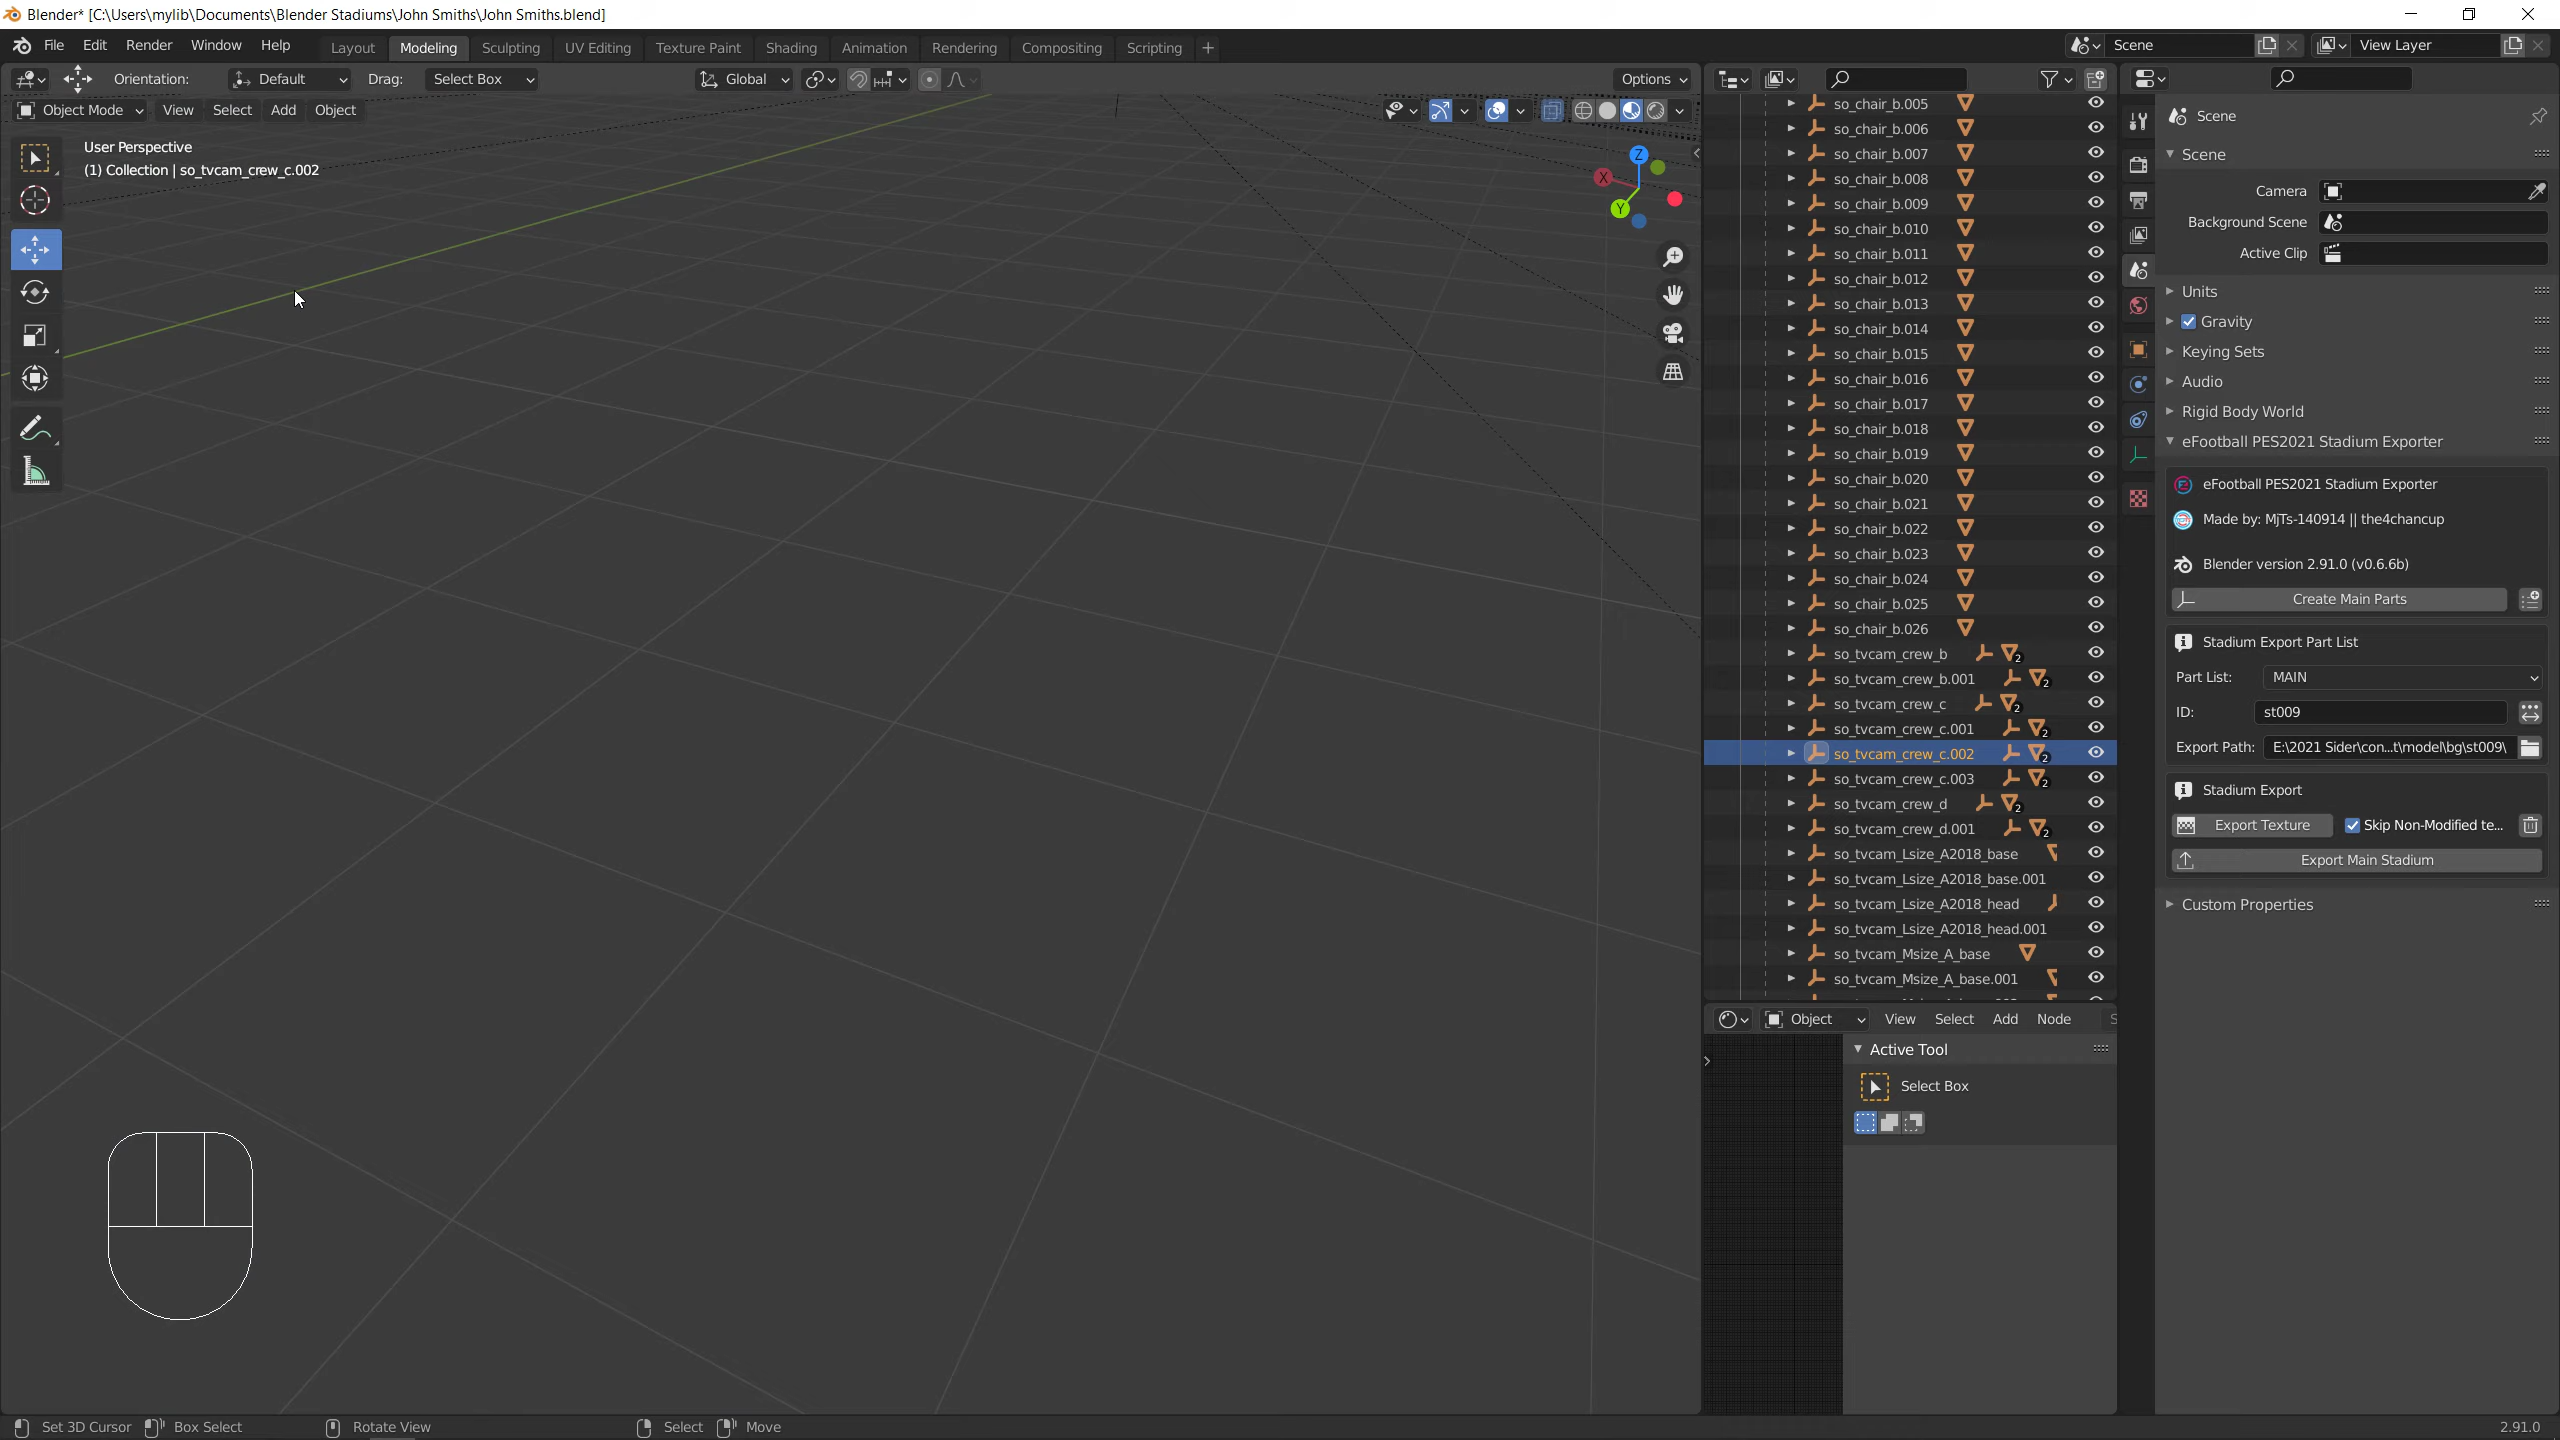 Blender* [C:\Users\mylib\Documents\Blender Stadiums\John Smiths\John Smiths.blend]
File Edit Render Window Help Layout Modeling Sculpting UV Editing Texture Paint Shading Animation Rendering Compositing Scripting + Scene View Layer
Orientation: Default Drag: Select Box Global Options
Object Mode View Select Add Object
User Perspective
(1) Collection | so_tvcam_crew_c.002
Z
X
Y
so_chair_b.005
so_chair_b.006
so_chair_b.007
so_chair_b.008
so_chair_b.009
so_chair_b.010
so_chair_b.011
so_chair_b.012
so_chair_b.013
so_chair_b.014
so_chair_b.015
so_chair_b.016
so_chair_b.017
so_chair_b.018
so_chair_b.019
so_chair_b.020
so_chair_b.021
so_chair_b.022
so_chair_b.023
so_chair_b.024
so_chair_b.025
so_chair_b.026
so_tvcam_crew_b 2
so_tvcam_crew_b.001 2
so_tvcam_crew_c 2
so_tvcam_crew_c.001 2
so_tvcam_crew_c.002 2
so_tvcam_crew_c.003 2
so_tvcam_crew_d 2
so_tvcam_crew_d.001 2
so_tvcam_Lsize_A2018_base
so_tvcam_Lsize_A2018_base.001
so_tvcam_Lsize_A2018_head
so_tvcam_Lsize_A2018_head.001
so_tvcam_Msize_A_base
so_tvcam_Msize_A_base.001
Object View Select Add Node
Active Tool
Select Box
Scene
Scene
Camera
Background Scene
Active Clip
Units
Gravity
Keying Sets
Audio
Rigid Body World
eFootball PES2021 Stadium Exporter
eFootball PES2021 Stadium Exporter
Made by: MjTs-140914 || the4chancup
Blender version 2.91.0 (v0.6.6b)
Create Main Parts
Stadium Export Part List
Part List: MAIN
ID: st009
Export Path: E:\2021 Sider\con...t\model\bg\st009\
Stadium Export
Export Texture Skip Non-Modified te...
Export Main Stadium
Custom Properties
Set 3D Cursor Box Select Rotate View Select Move 2.91.0